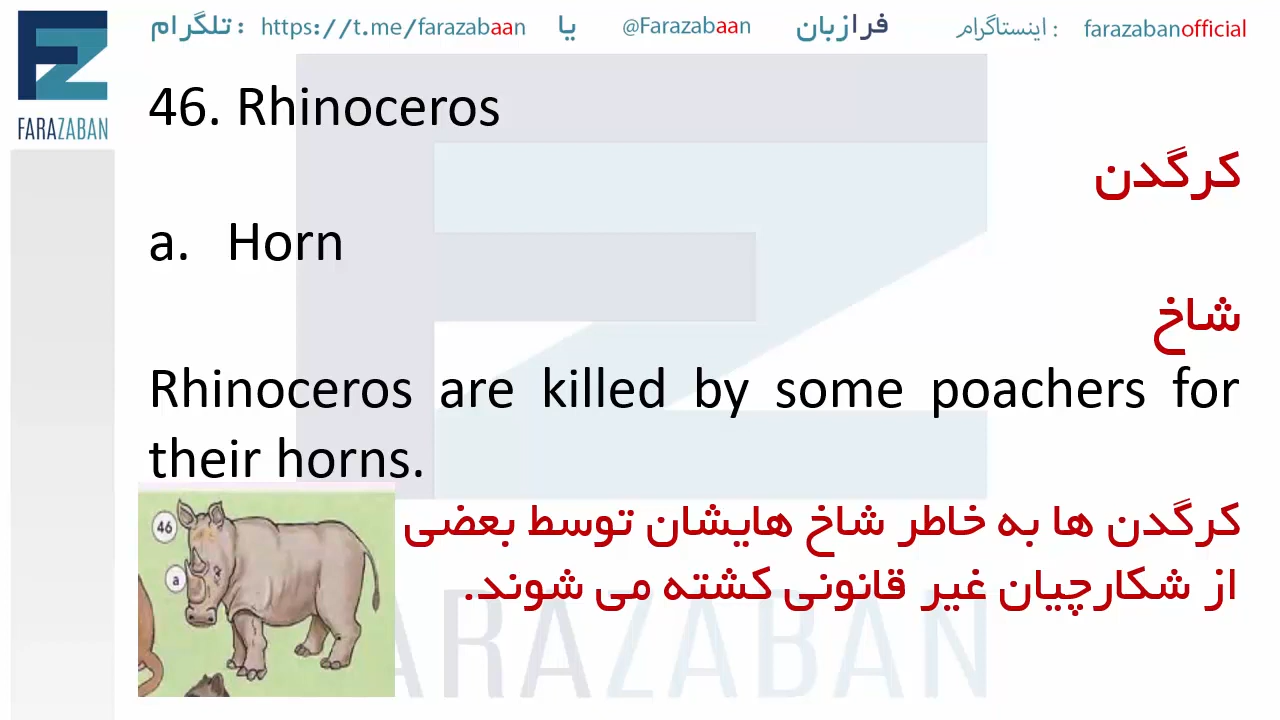 تلگرام : https://t.me/farazabaan یا @Farazabaan فرازبان اینستاگرام : farazabanofficial
FZ
FARAZABAN
46. Rhinoceros
کرگدن
a. Horn
شاخ
Rhinoceros are killed by some poachers for
their horns.
کرگدن ها به خاطر شاخ هایشان توسط بعضی
از شکارچیان غیر قانونی کشته می شوند.
46
a
FARAZABAN